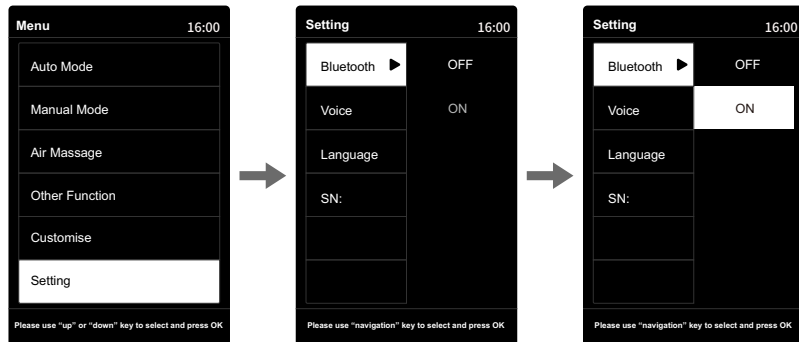 Menu 16:00
Auto Mode
Manual Mode
Air Massage
Other Function
Customise
Setting
Please use “up” or “down” key to select and press OK
Setting 16:00
Bluetooth OFF
Voice ON
Language
SN:
Please use “navigation” key to select and press OK
Setting 16:00
Bluetooth OFF
Voice ON
Language
SN:
Please use “navigation” key to select and press OK